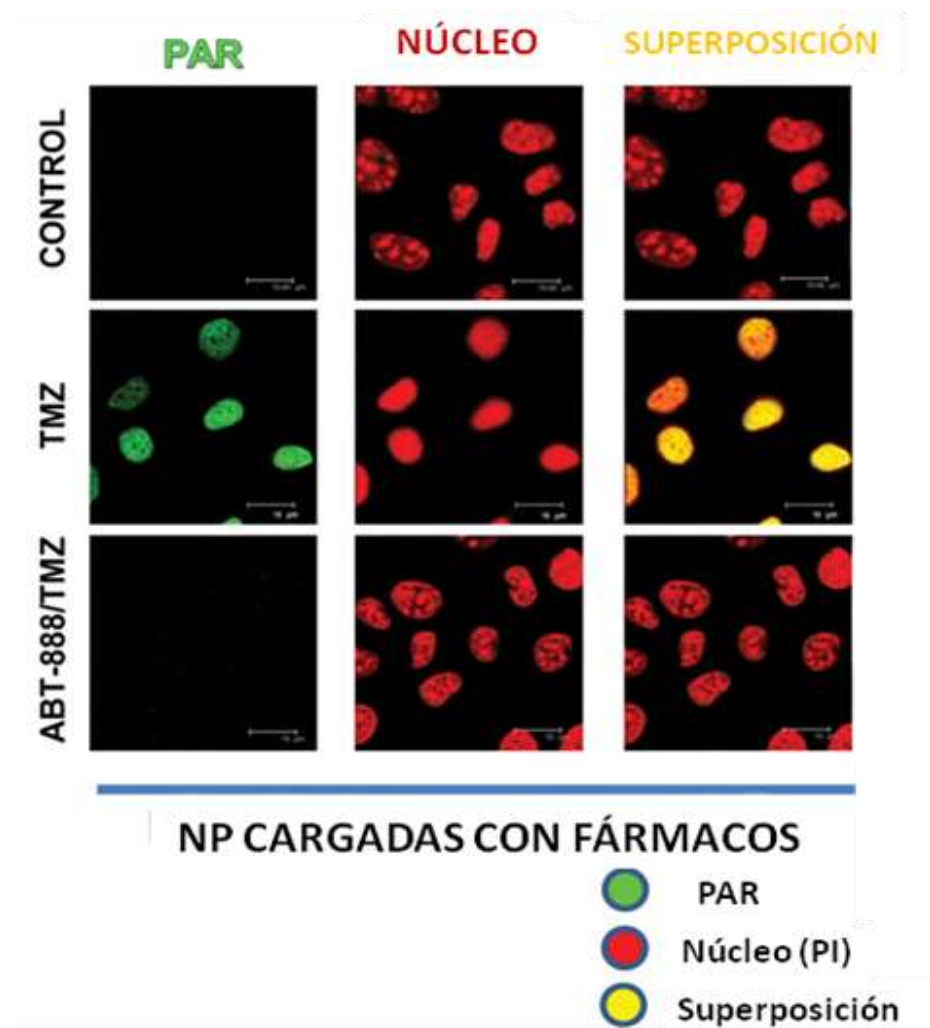 PAR
NÚCLEO
SUPERPOSICIÓN
CONTROL
TMZ
ABT-888/TMZ
NP CARGADAS CON FÁRMACOS
PAR
Núcleo (PI)
Superposición